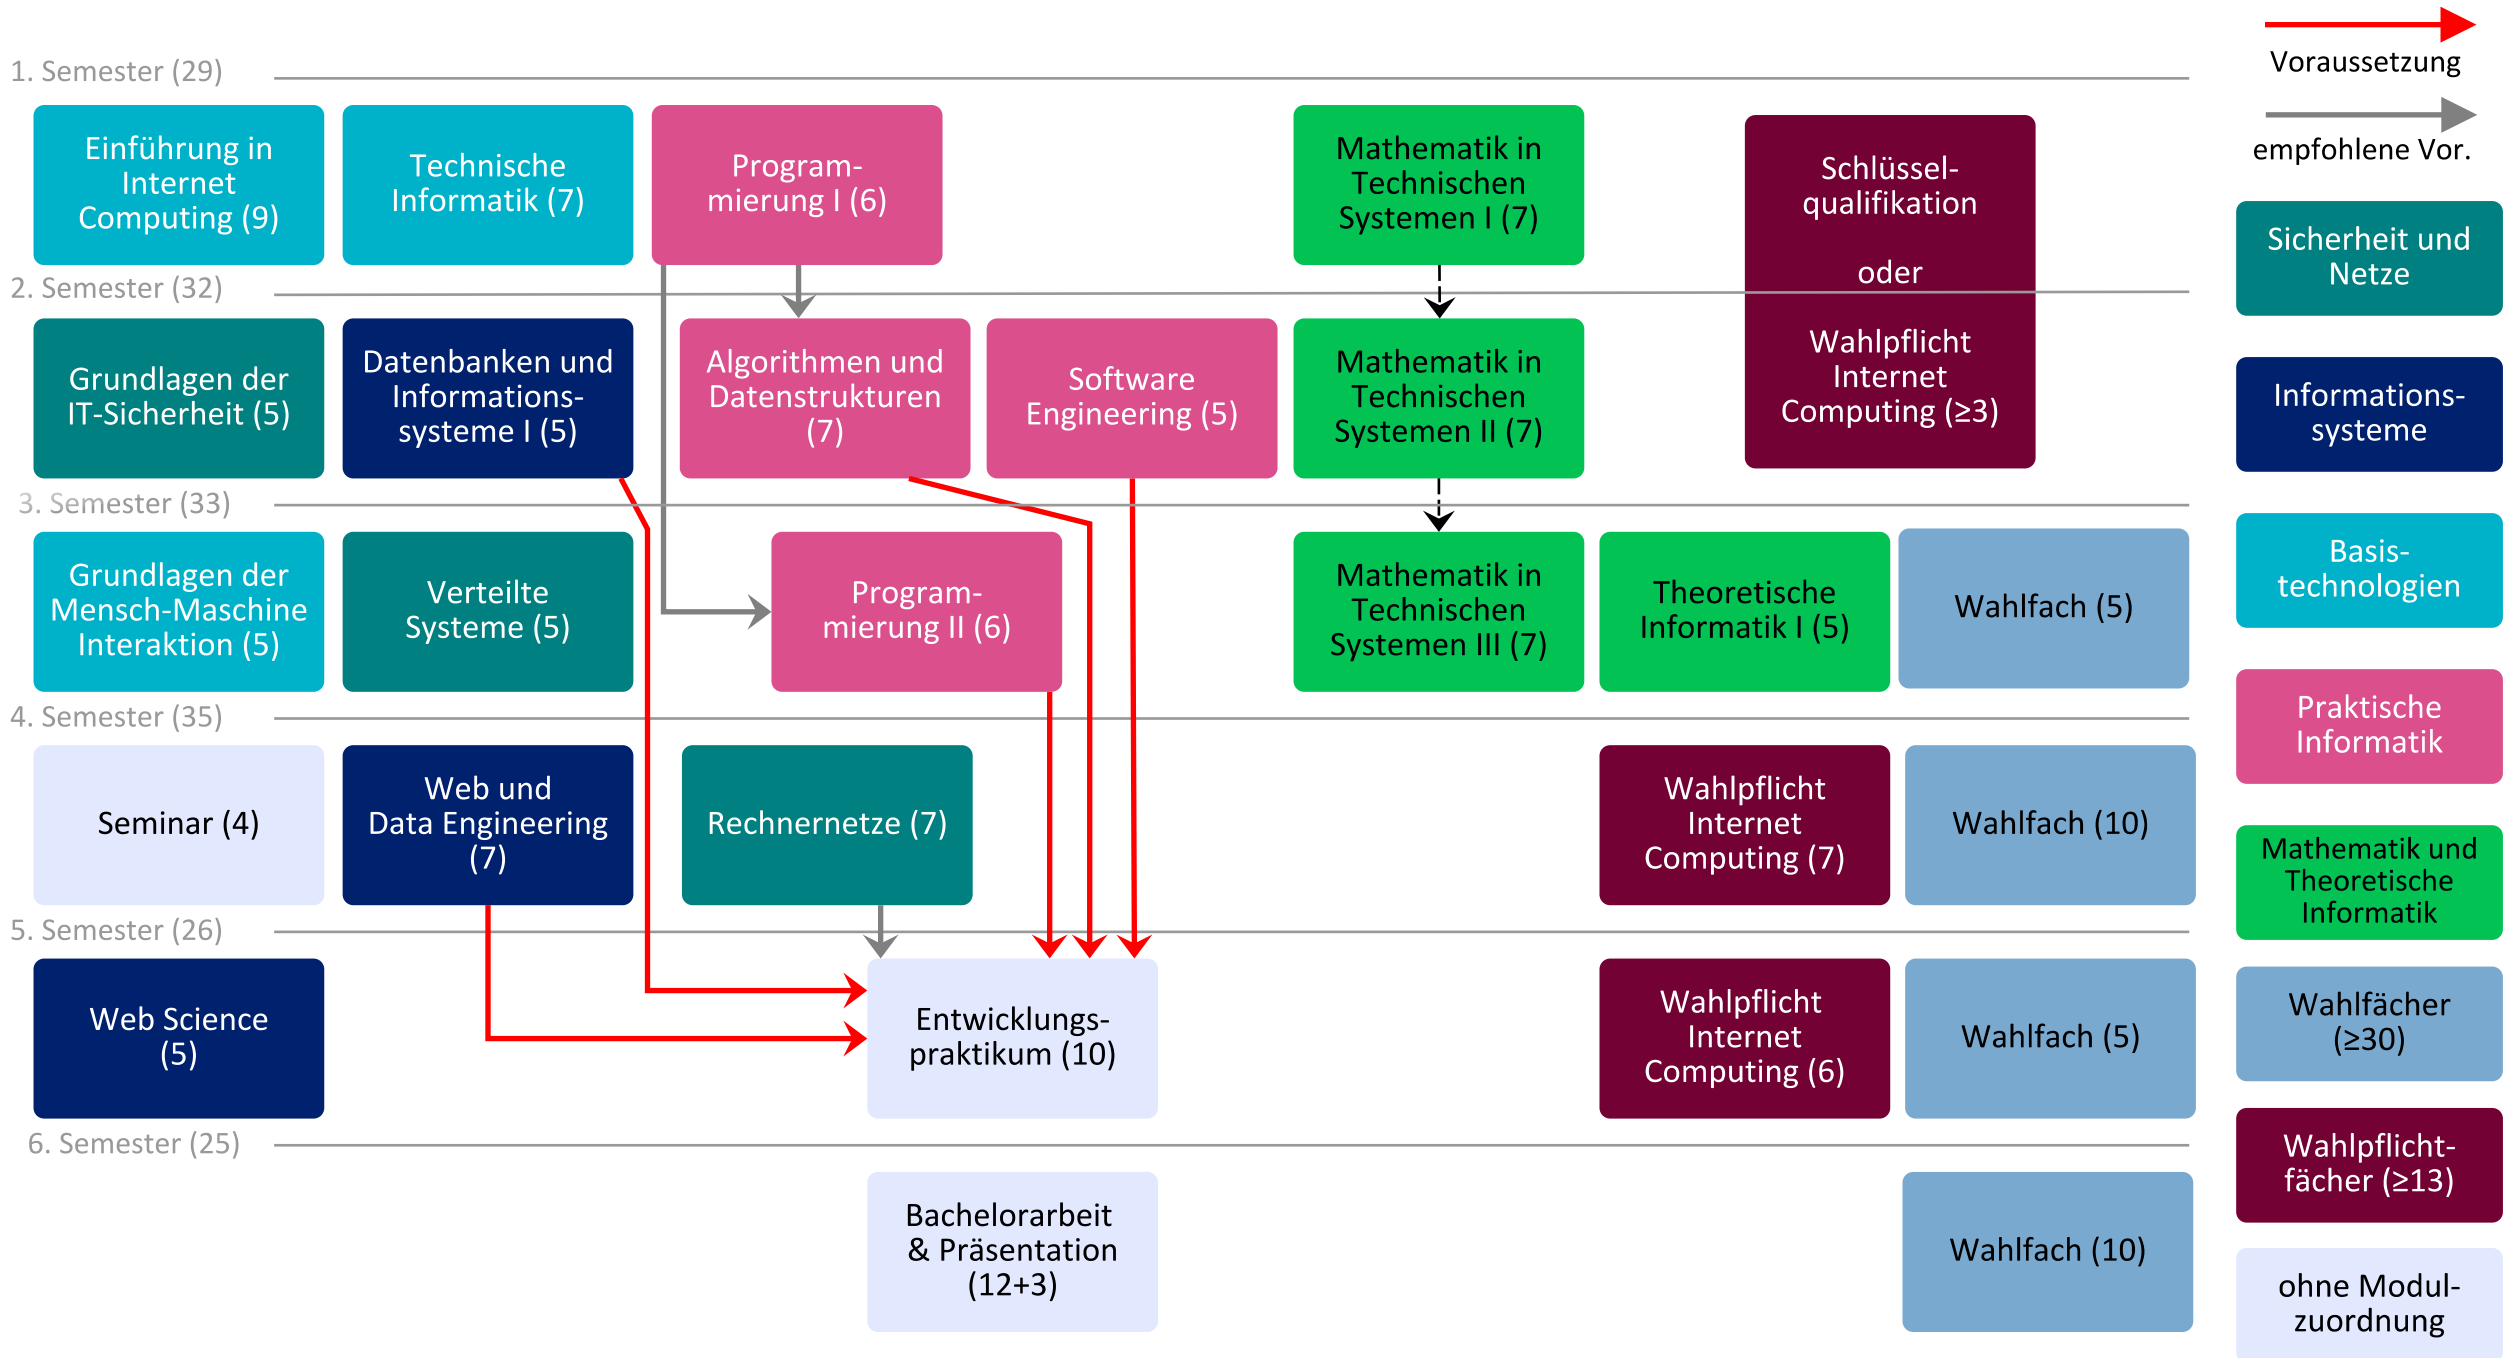 1. Semester (29)
Einführung in
Internet
Computing (9)
Technische
Informatik (7)
Program-
mierung I (6)
Mathematik in
Technischen
Systemen I (7)
Schlüssel-
qualifikation
oder
Wahlpflicht
Internet
Computing (≥3)
2. Semester (32)
Grundlagen der
IT-Sicherheit (5)
Datenbanken und
Informations-
systeme I (5)
Algorithmen und
Datenstrukturen
(7)
Software
Engineering (5)
Mathematik in
Technischen
Systemen II (7)
3. Semester (33)
Grundlagen der
Mensch-Maschine
Interaktion (5)
Verteilte
Systeme (5)
Program-
mierung II (6)
Mathematik in
Technischen
Systemen III (7)
Theoretische
Informatik I (5)
Wahlfach (5)
4. Semester (35)
Seminar (4)
Web und
Data Engineering
(7)
Rechnernetze (7)
Wahlpflicht
Internet
Computing (7)
Wahlfach (10)
5. Semester (26)
Web Science
(5)
Entwicklungs-
praktikum (10)
Wahlpflicht
Internet
Computing (6)
Wahlfach (5)
6. Semester (25)
Bachelorarbeit
& Präsentation
(12+3)
Wahlfach (10)
Voraussetzung
empfohlene Vor.
Sicherheit und
Netze
Informations-
systeme
Basis-
technologien
Praktische
Informatik
Mathematik und
Theoretische
Informatik
Wahlfächer
(≥30)
Wahlpflicht-
fächer (≥13)
ohne Modul-
zuordnung